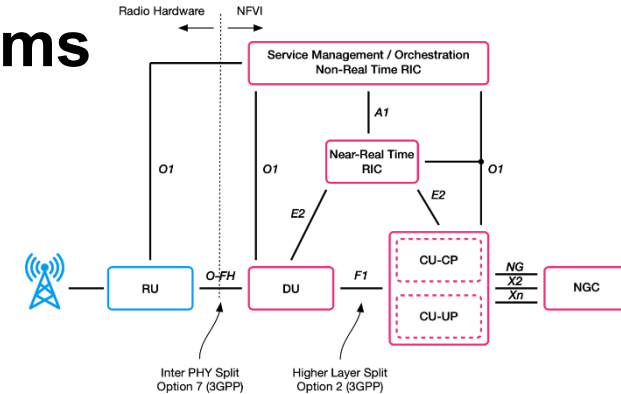 Radio Hardware
NFVI
ms
Service Management / Orchestration
Non-Real Time RIC
A1
Near-Real Time
RIC
O1
O1
O1
E2
E2
CU-CP
O-FH
F1
NG
X2
Xn
RU
DU
NGC
CU-UP
Inter PHY Split
Option 7 (3GPP)
Higher Layer Split
Option 2 (3GPP)